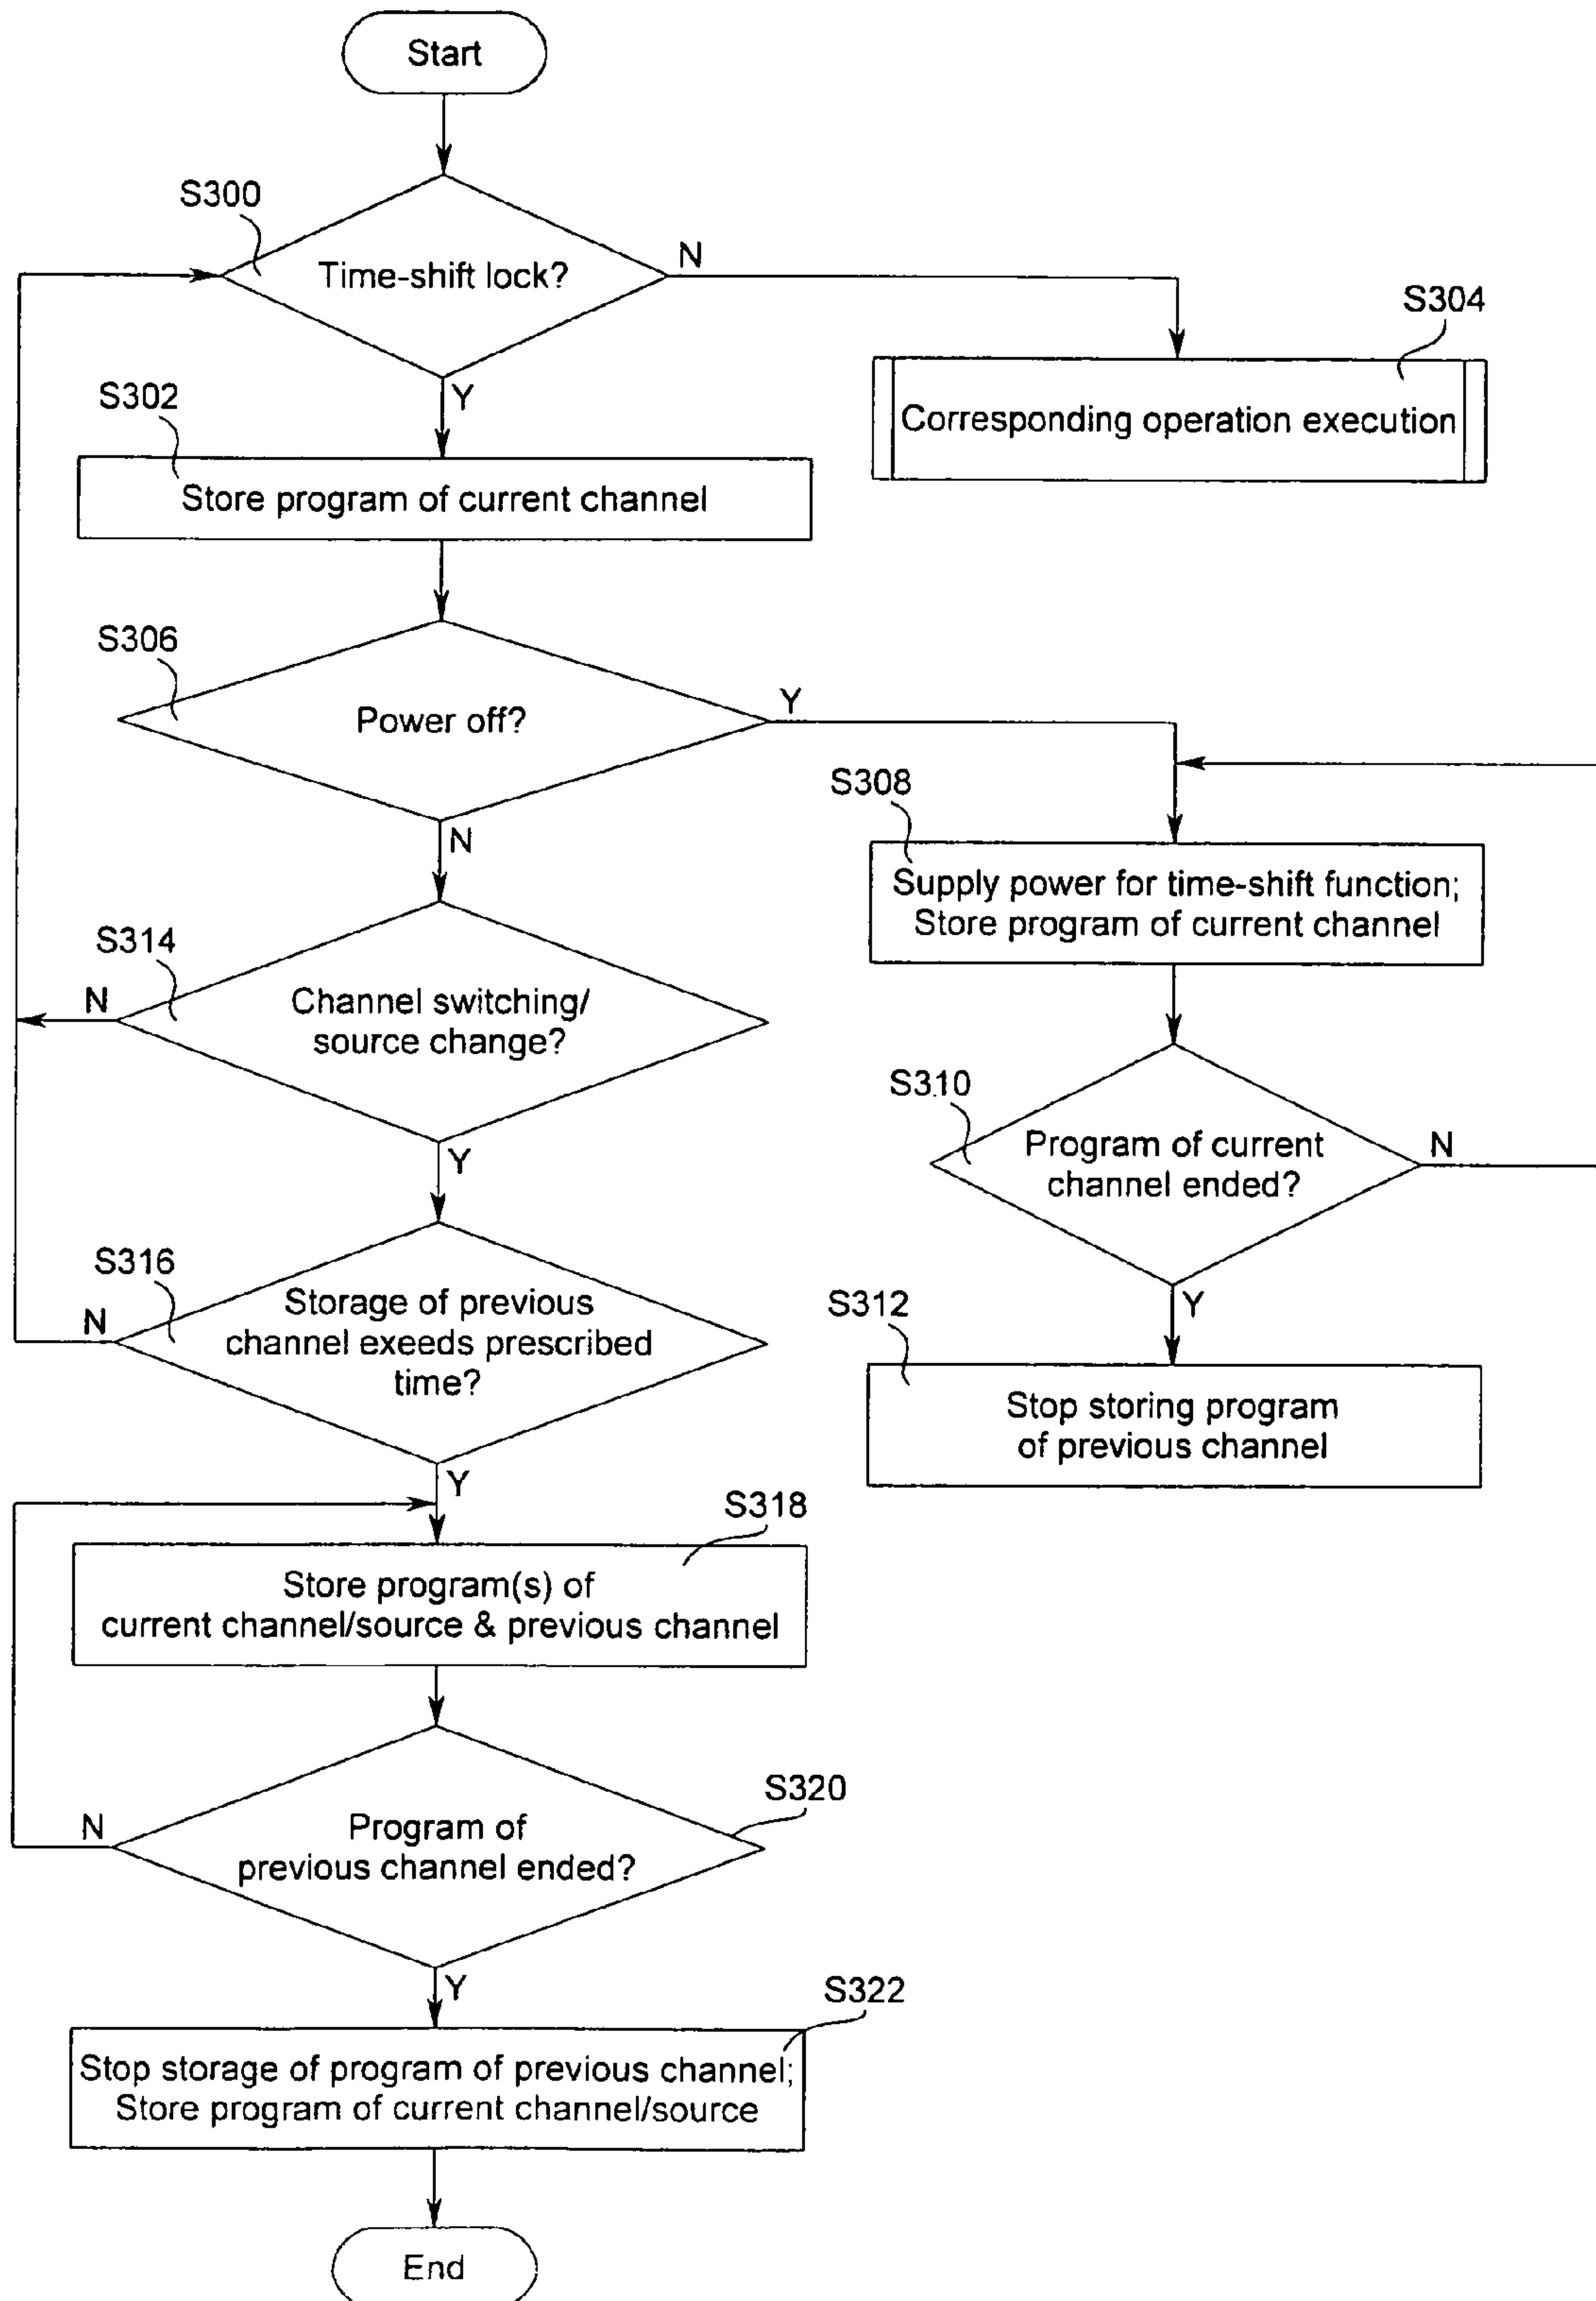 Start
S300
Time-shift lock?
N
S304
Corresponding operation execution
Y
S302
Store program of current channel
S306
Power off?
Y
N
S308
Supply power for time-shift function;
Store program of current channel
S314
Channel switching/
source change?
N
Y
S310
Program of current
channel ended?
N
Y
S316
Storage of previous
channel exeeds prescribed
time?
N
Y
S312
Stop storing program
of previous channel
S318
Store program(s) of
current channel/source & previous channel
S320
Program of
previous channel ended?
N
Y
S322
Stop storage of program of previous channel;
Store program of current channel/source
End